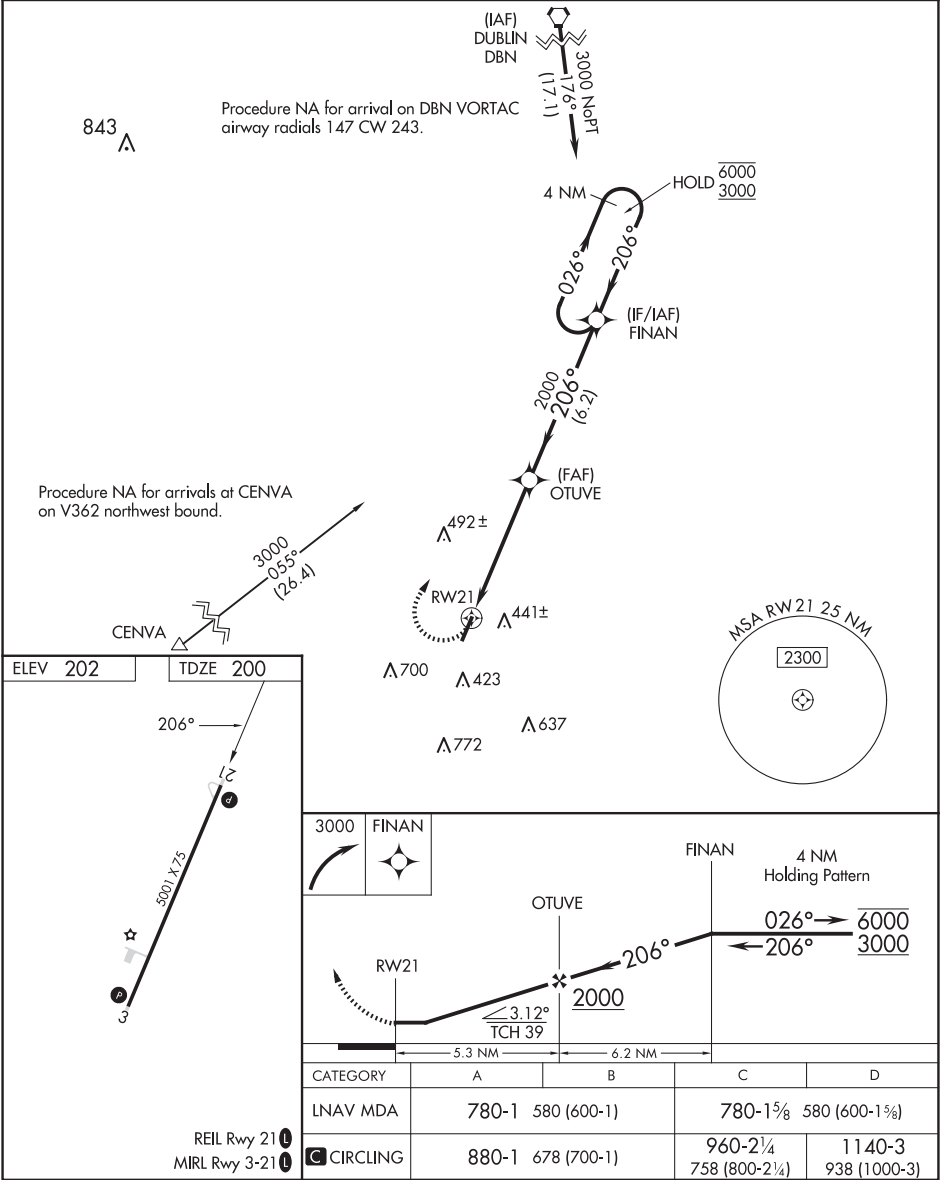 (IAF)
DUBLIN
DBN
3000 NoPT
176°
(17.1)
Procedure NA for arrival on DBN VORTAC
airway radials 147 CW 243.
843
4 NM
HOLD
6000
3000
026°
206°
(IF/IAF)
FINAN
2000
206°
(6.2)
(FAF)
OTUVE
Procedure NA for arrivals at CENVA
on V362 northwest bound.
3000
055°
(26.4)
CENVA
492±
RW21
441±
700
423
637
772
MSA RW21 25 NM
2300
ELEV 202
TDZE 200
206°
21
P
5001 X 75
P
3
REIL Rwy 21 L
MIRL Rwy 3-21 L
3000
FINAN
FINAN
4 NM
Holding Pattern
OTUVE
026°
6000
206°
3000
206°
RW21
2000
3.12°
TCH 39
5.3 NM
6.2 NM
CATEGORY A B C D
LNAV MDA 780-1 580 (600-1) 780-1⅝ 580 (600-1⅝)
C CIRCLING 880-1 678 (700-1) 960-2¼ 1140-3
758 (800-2¼) 938 (1000-3)